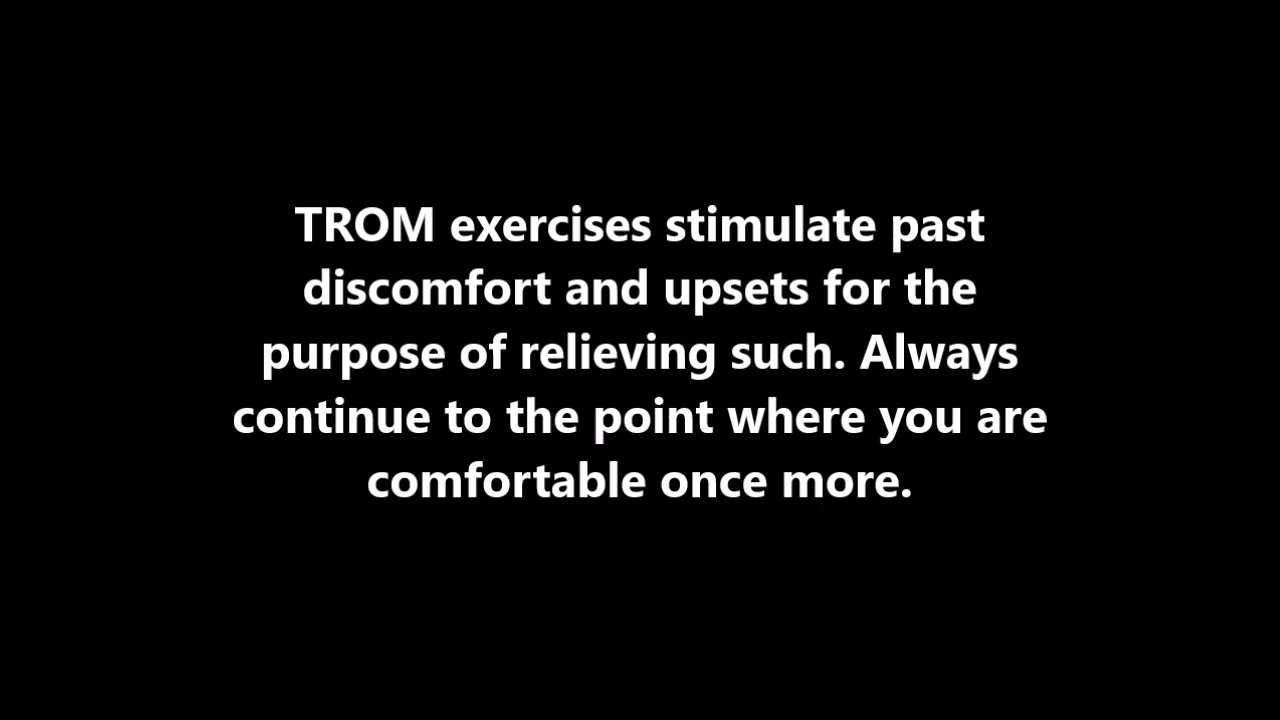 TROM exercises stimulate past
discomfort and upsets for the
purpose of relieving such. Always
continue to the point where you are
comfortable once more.